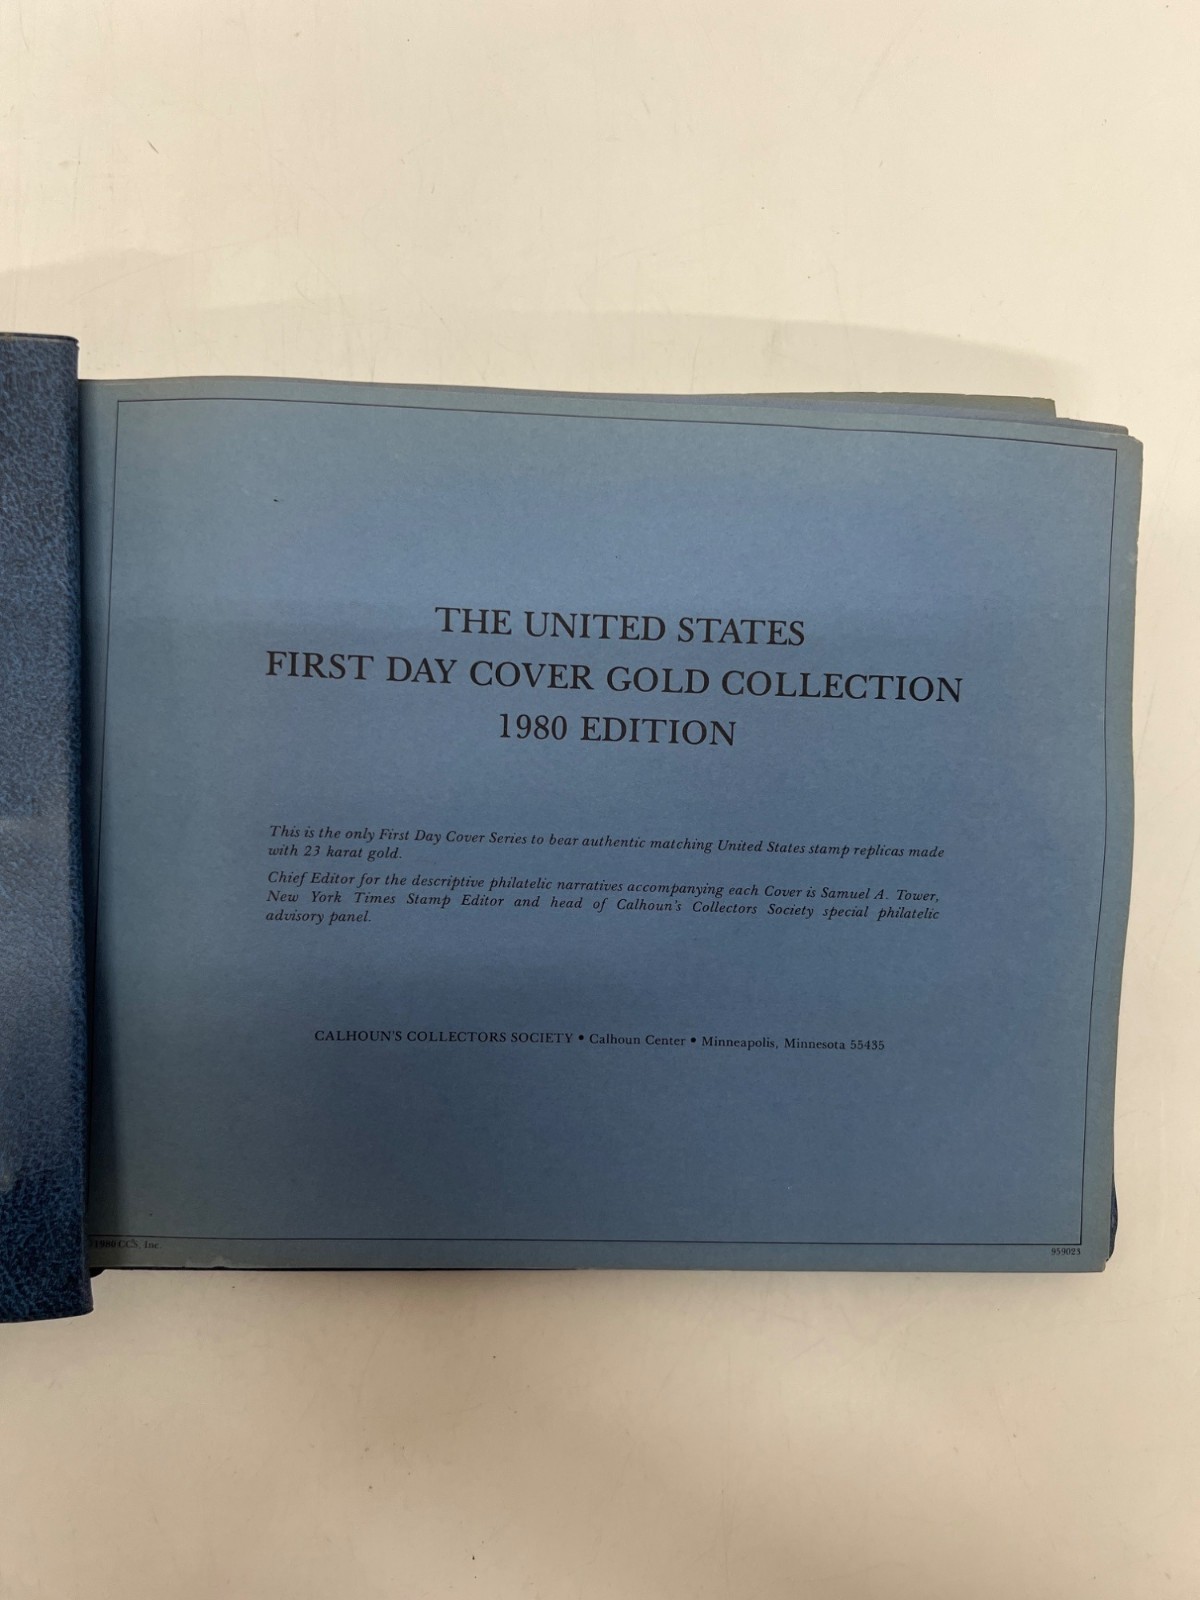 THE UNITED STATES
FIRST DAY COVER GOLD COLLECTION
1980 EDITION
This is the only First Day Cover Series to bear authentic matching United States stamp replicas made
with 23 karat gold.
Chief Editor for the descriptive philatelic narratives accompanying each Cover is Samuel A. Tower,
New York Times Stamp Editor and head of Calhoun's Collectors Society special philatelic
advisory panel.
CALHOUN'S COLLECTORS SOCIETY • Calhoun Center • Minneapolis, Minnesota 55435
1980 CCS, Inc.
959023